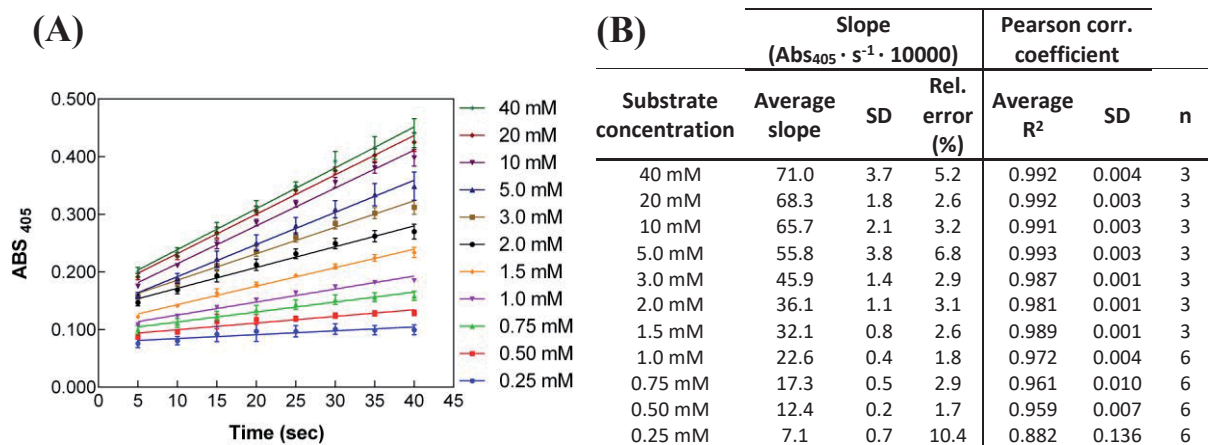 (A)
ABS 405
0.500
0.400
0.300
0.200
0.100
0.000
0 5 10 15 20 25 30 35 40 45
Time (sec)
40 mM
20 mM
10 mM
5.0 mM
3.0 mM
2.0 mM
1.5 mM
1.0 mM
0.75 mM
0.50 mM
0.25 mM
(B)
Slope Pearson corr.
(Abs₄₀₅ · s⁻¹ · 10000) coefficient
Substrate concentration Average slope SD Rel. error (%) Average R² SD n
40 mM 71.0 3.7 5.2 0.992 0.004 3
20 mM 68.3 1.8 2.6 0.992 0.003 3
10 mM 65.7 2.1 3.2 0.991 0.003 3
5.0 mM 55.8 3.8 6.8 0.993 0.003 3
3.0 mM 45.9 1.4 2.9 0.987 0.001 3
2.0 mM 36.1 1.1 3.1 0.981 0.001 3
1.5 mM 32.1 0.8 2.6 0.989 0.001 3
1.0 mM 22.6 0.4 1.8 0.972 0.004 6
0.75 mM 17.3 0.5 2.9 0.961 0.010 6
0.50 mM 12.4 0.2 1.7 0.959 0.007 6
0.25 mM 7.1 0.7 10.4 0.882 0.136 6